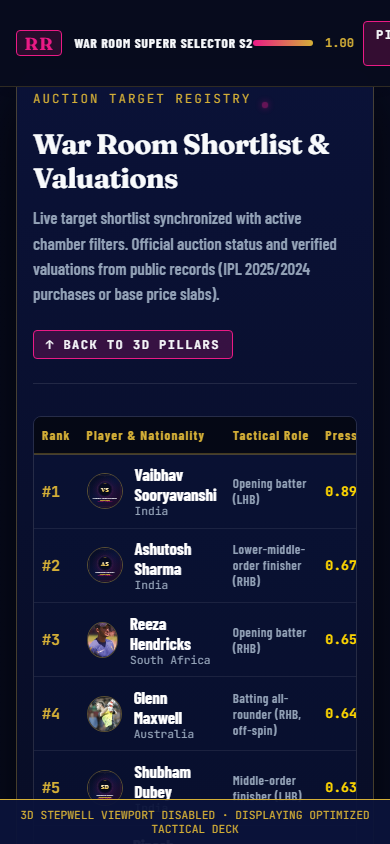 RR WAR ROOM SUPERR SELECTOR S2 1.00 PI
AUCTION TARGET REGISTRY
War Room Shortlist &
Valuations
Live target shortlist synchronized with active
chamber filters. Official auction status and verified
valuations from public records (IPL 2025/2024
purchases or base price slabs).
↑ BACK TO 3D PILLARS
Rank Player & Nationality Tactical Role Press
#1 VS Vaibhav Sooryavanshi India Opening batter (LHB) 0.89
#2 AS Ashutosh Sharma India Lower-middle-order finisher (RHB) 0.67
#3 Reeza Hendricks South Africa Opening batter (RHB) 0.65
#4 Glenn Maxwell Australia Batting all-rounder (RHB, off-spin) 0.64
#5 SD Shubham Dubey Middle-order finisher (LHB) 0.63
3D STEPWELL VIEWPORT DISABLED · DISPLAYING OPTIMIZED
TACTICAL DECK